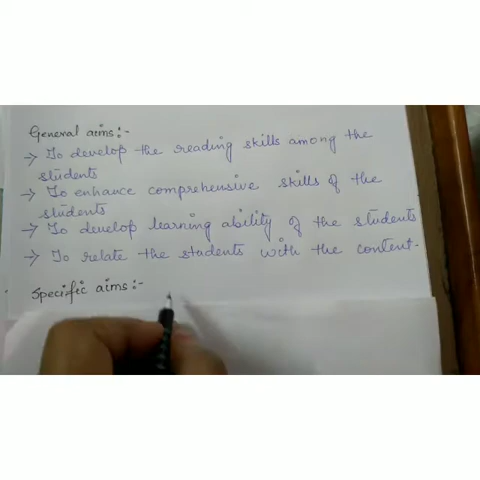 General aims:-
→ To develop the reading skills among the
students
→ To enhance comprehensive skills of the
students
→ To develop learning ability of the students
→ To relate the students with the content.
Specific aims:-